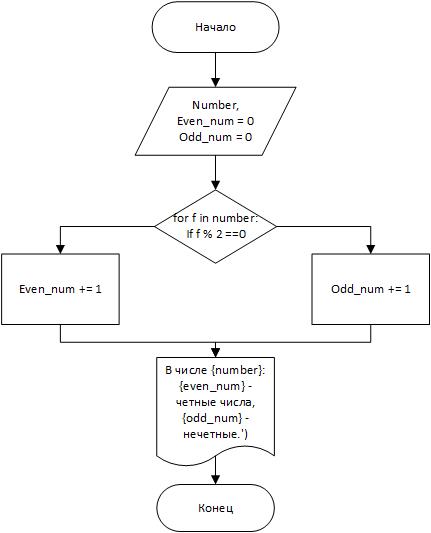 Начало
Number,
Even_num = 0
Odd_num = 0
for f in number:
If f % 2 ==0
Even_num += 1
Odd_num += 1
В числе {number}:
{even_num} -
четные числа,
{odd_num} -
нечетные.')
Конец